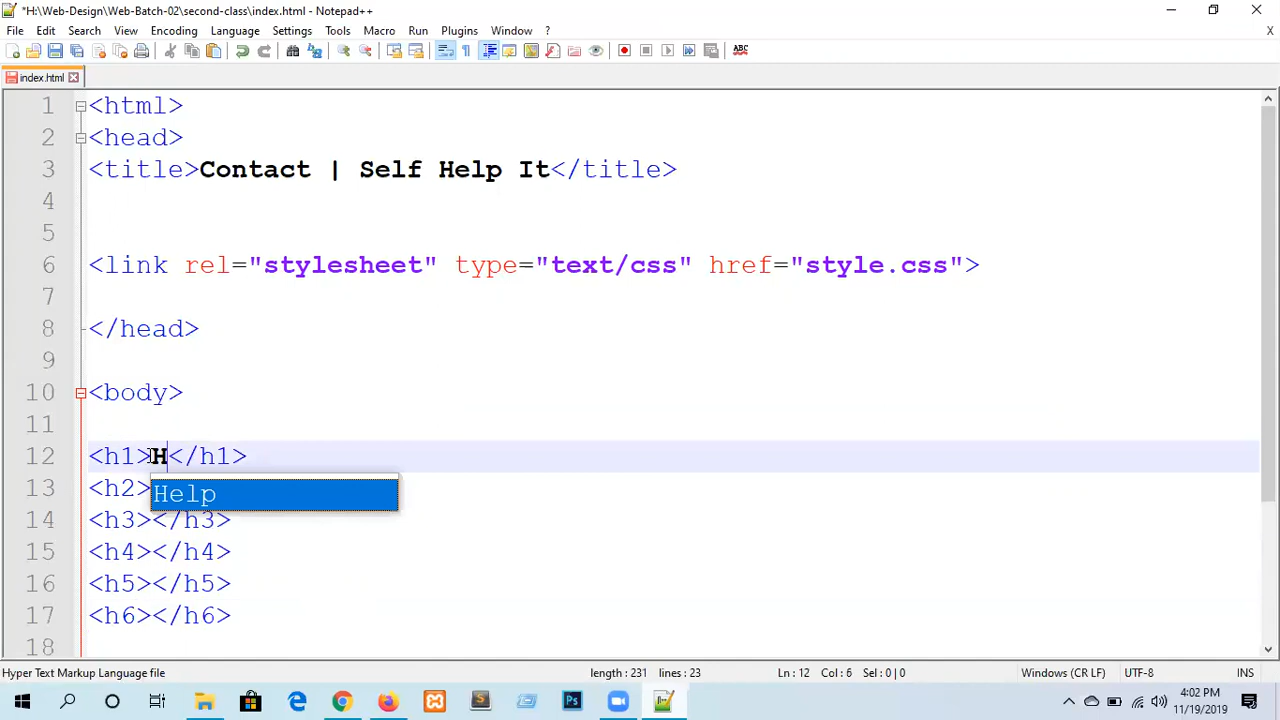 *H:\Web-Design\Web-Batch-02\second-class\index.html - Notepad++
File Edit Search View Encoding Language Settings Tools Macro Run Plugins Window ? X
ABC
index.html
1 <html>
2 <head>
3 <title>Contact | Self Help It</title>
4
5
6 <link rel="stylesheet" type="text/css" href="style.css">
7
8 </head>
9
10 <body>
11
12 <h1>H</h1>
13 <h2>
Help
14 <h3></h3>
15 <h4></h4>
16 <h5></h5>
17 <h6></h6>
18
Hyper Text Markup Language file length : 231 lines : 23 Ln : 12 Col : 6 Sel : 0 | 0 Windows (CR LF) UTF-8 INS
Ps 4:02 PM
11/19/2019